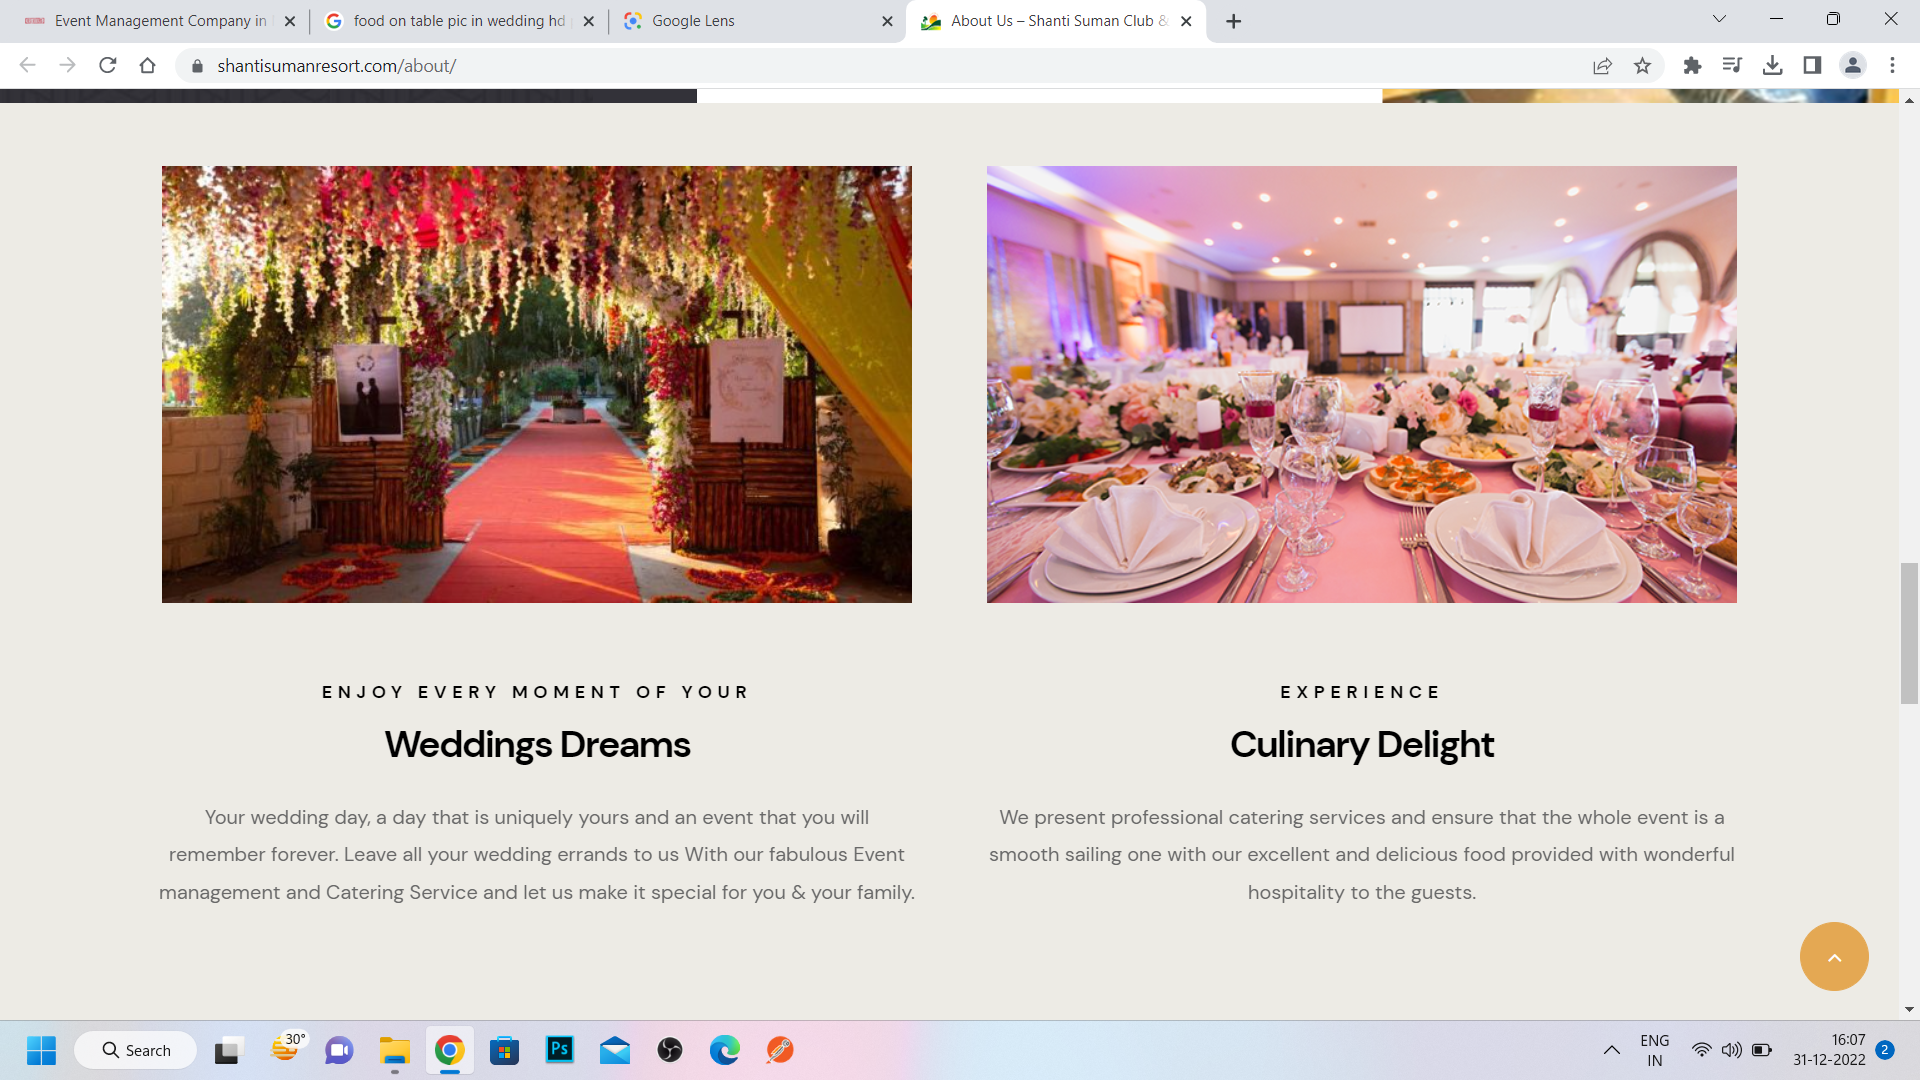 Event Management Company in
food on table pic in wedding hd
Google Lens
About Us – Shanti Suman Club &
shantisumanresort.com/about/
ENJOY EVERY MOMENT OF YOUR
Weddings Dreams
Your wedding day, a day that is uniquely yours and an event that you will
remember forever. Leave all your wedding errands to us With our fabulous Event
management and Catering Service and let us make it special for you & your family.
EXPERIENCE
Culinary Delight
We present professional catering services and ensure that the whole event is a
smooth sailing one with our excellent and delicious food provided with wonderful
hospitality to the guests.
Search
30°
Ps
ENG
IN
16:07
31-12-2022
2